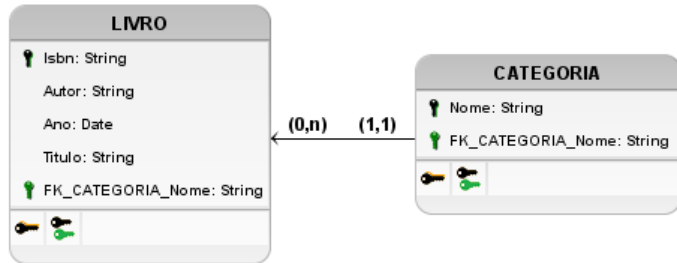 LIVRO
Isbn: String
Autor: String
Ano: Date
Titulo: String
FK_CATEGORIA_Nome: String
(0,n) (1,1)
CATEGORIA
Nome: String
FK_CATEGORIA_Nome: String